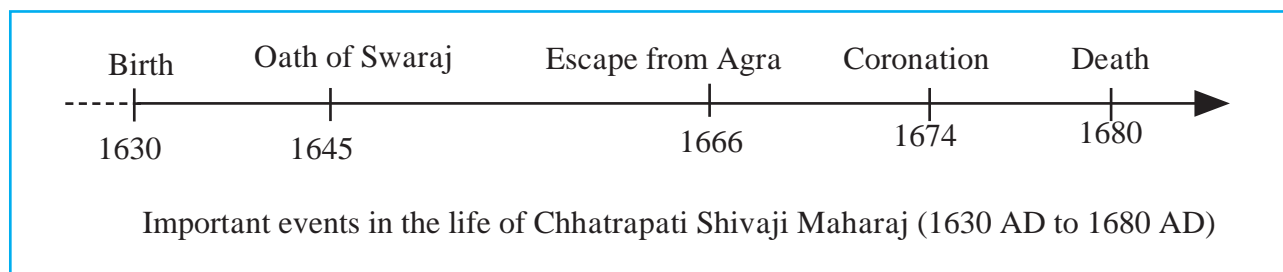 Birth Oath of Swaraj Escape from Agra Coronation Death
1630 1645 1666 1674 1680
Important events in the life of Chhatrapati Shivaji Maharaj (1630 AD to 1680 AD)